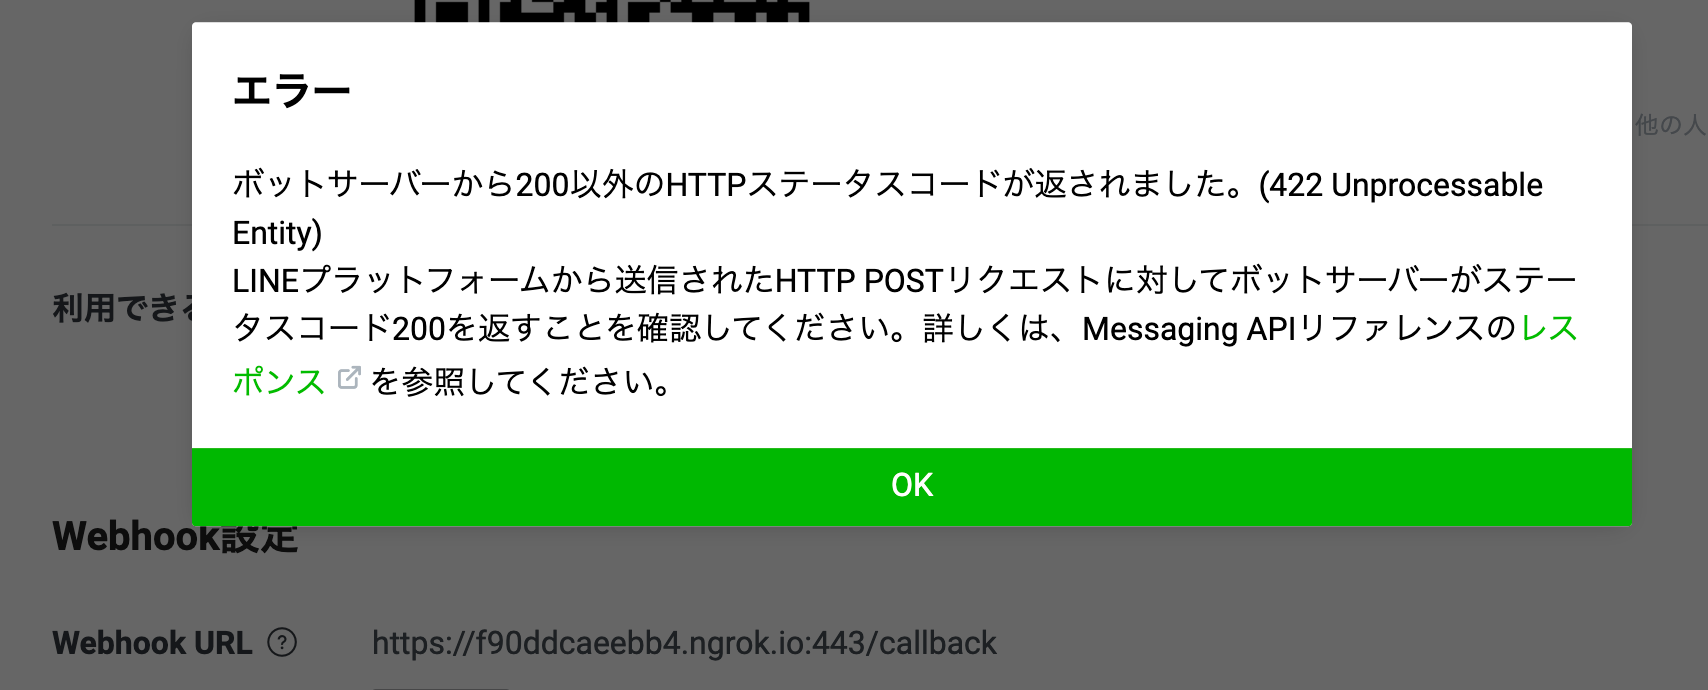 エラー
他の人
ボットサーバーから200以外のHTTPステータスコードが返されました。(422 Unprocessable
Entity)
LINEプラットフォームから送信されたHTTP POSTリクエストに対してボットサーバーがステー
タスコード200を返すことを確認してください。詳しくは、Messaging APIリファレンスのレス
ポンス を参照してください。
利用できる
OK
Webhook設定
Webhook URL ?
https://f90ddcaeebb4.ngrok.io:443/callback